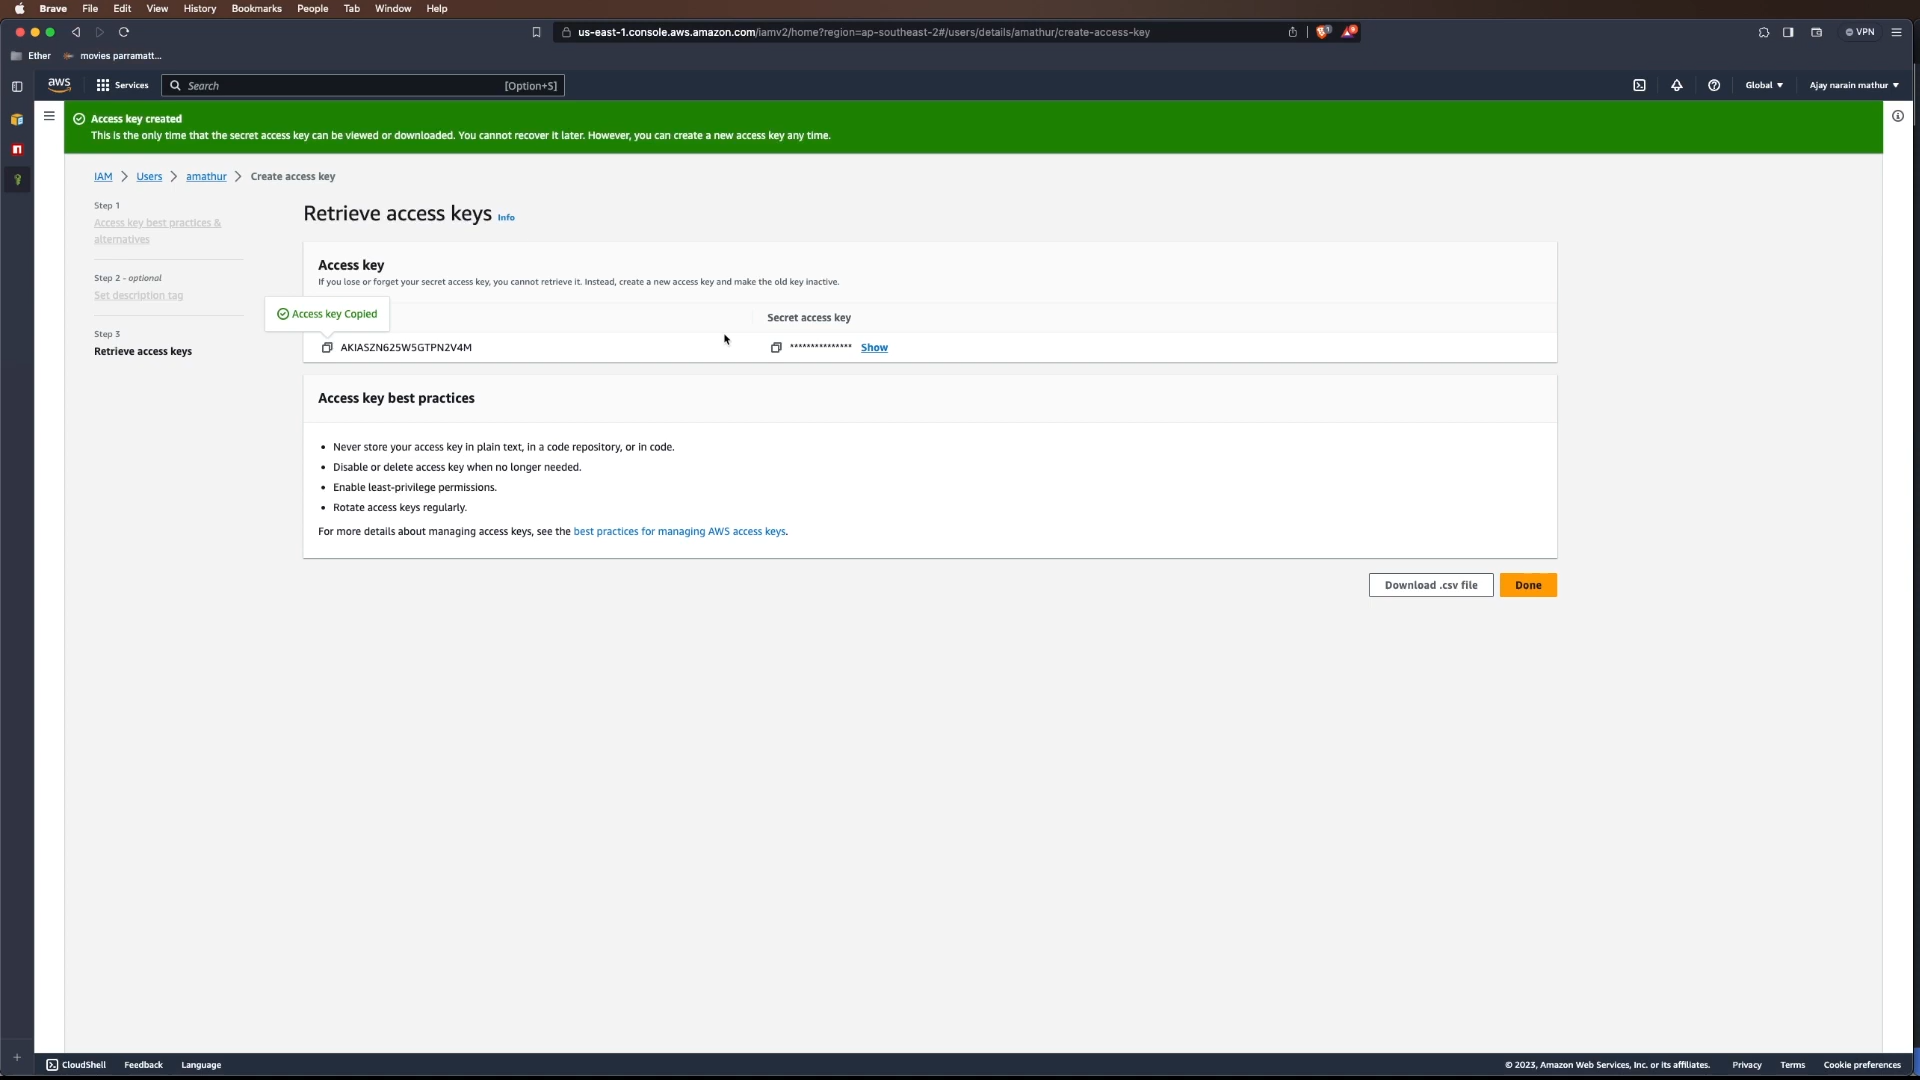 Brave File Edit View History Bookmarks People Tab Window Help
us-east-1.console.aws.amazon.com/iamv2/home?region=ap-southeast-2#/users/details/amathur/create-access-key
VPN
Ether movies parramatt...
aws Services Search [Option+S] Global Ajay narain mathur
Access key created
This is the only time that the secret access key can be viewed or downloaded. You cannot recover it later. However, you can create a new access key any time.
IAM > Users > amathur > Create access key
Step 1
Access key best practices &
alternatives
Step 2 - optional
Set description tag
Step 3
Retrieve access keys
Retrieve access keys Info
Access key
If you lose or forget your secret access key, you cannot retrieve it. Instead, create a new access key and make the old key inactive.
Access key Copied
Secret access key
AKIASZN625W5GTPN2V4M *************** Show
Access key best practices
• Never store your access key in plain text, in a code repository, or in code.
• Disable or delete access key when no longer needed.
• Enable least-privilege permissions.
• Rotate access keys regularly.
For more details about managing access keys, see the best practices for managing AWS access keys.
Download .csv file Done
CloudShell Feedback Language © 2023, Amazon Web Services, Inc. or its affiliates. Privacy Terms Cookie preferences